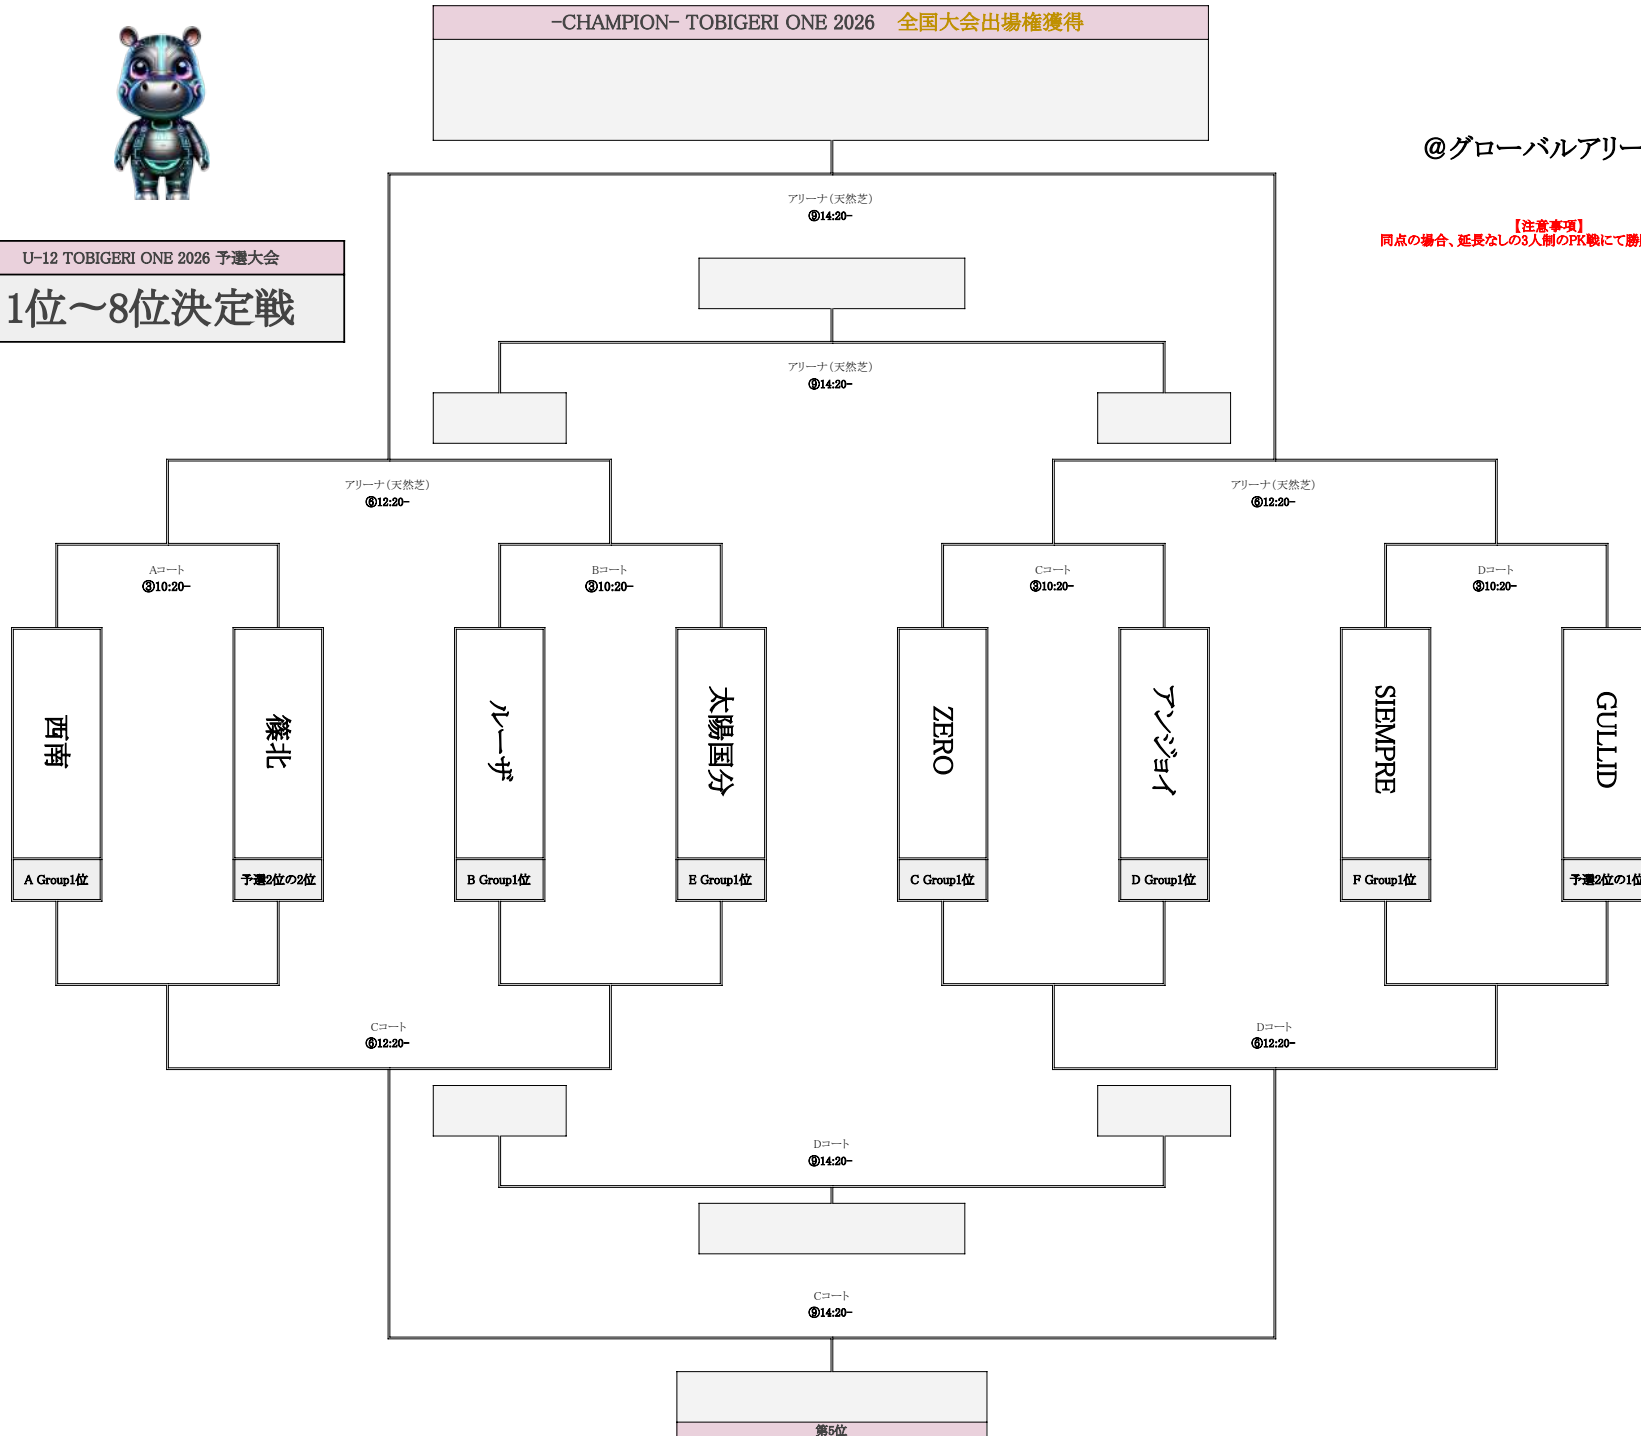 -CHAMPION- TOBIGERI ONE 2026　全国大会出場権獲得
@グローバルアリー
アリーナ（天然芝）
⑨14:20-
【注意事項】
同点の場合、延長なしの3人制のPK戦にて勝
U-12 TOBIGERI ONE 2026 予選大会
1位～8位決定戦
アリーナ（天然芝）
⑨14:20-
アリーナ（天然芝）
⑥12:20-
アリーナ（天然芝）
⑥12:20-
Aコート
③10:20-
Bコート
③10:20-
Cコート
③10:20-
Dコート
③10:20-
西南
篠北
ルーザ
太陽国分
ZERO
アンジョイ
SIEMPRE
GULLID
A Group1位
予選2位の2位
B Group1位
E Group1位
C Group1位
D Group1位
F Group1位
予選2位の1位
Cコート
⑥12:20-
Dコート
⑥12:20-
Dコート
⑨14:20-
Cコート
⑨14:20-
第5位